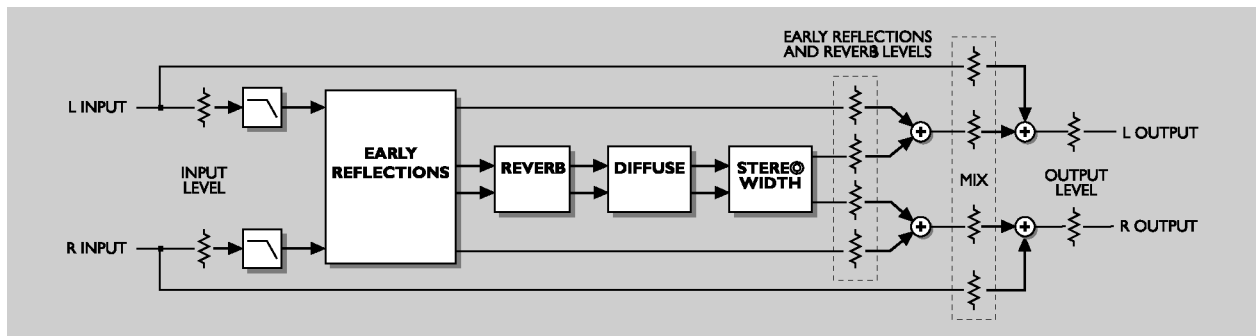 EARLY REFLECTIONS
AND REVERB LEVELS
L INPUT
L OUTPUT
EARLY
REFLECTIONS
REVERB
DIFFUSE
STEREO
WIDTH
INPUT
LEVEL
MIX
OUTPUT
LEVEL
R INPUT
R OUTPUT